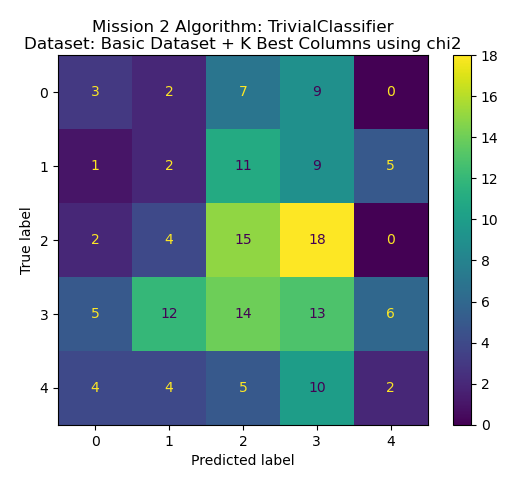 Mission 2 Algorithm: TrivialClassifier
Dataset: Basic Dataset + K Best Columns using chi2
True label
0 3 2 7 9 0
1 1 2 11 9 5
2 2 4 15 18 0
3 5 12 14 13 6
4 4 4 5 10 2
0 1 2 3 4
Predicted label
18
16
14
12
10
8
6
4
2
0